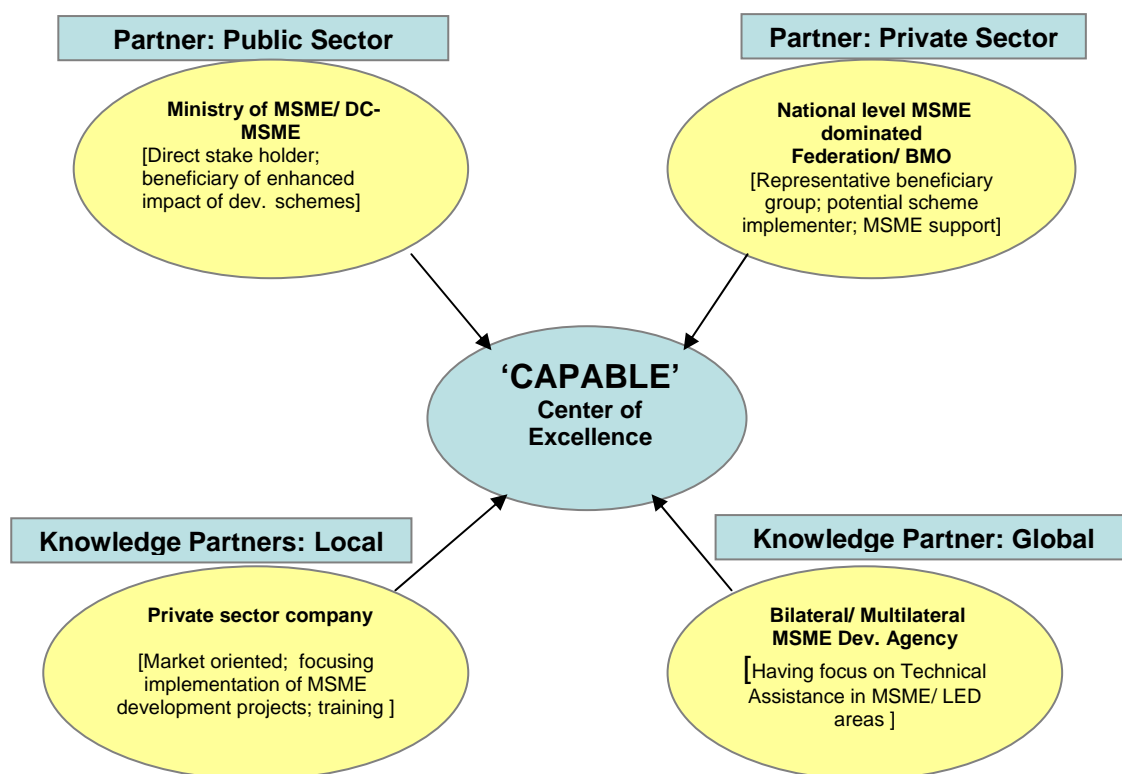 Partner: Public Sector
Ministry of MSME/ DC-
MSME
[Direct stake holder;
beneficiary of enhanced
impact of dev. schemes]
Partner: Private Sector
National level MSME
dominated
Federation/ BMO
[Representative beneficiary
group; potential scheme
implementer; MSME support]
‘CAPABLE’
Center of
Excellence
Knowledge Partners: Local
Private sector company
[Market oriented; focusing
implementation of MSME
development projects; training ]
Knowledge Partner: Global
Bilateral/ Multilateral
MSME Dev. Agency
[Having focus on Technical
Assistance in MSME/ LED
areas ]